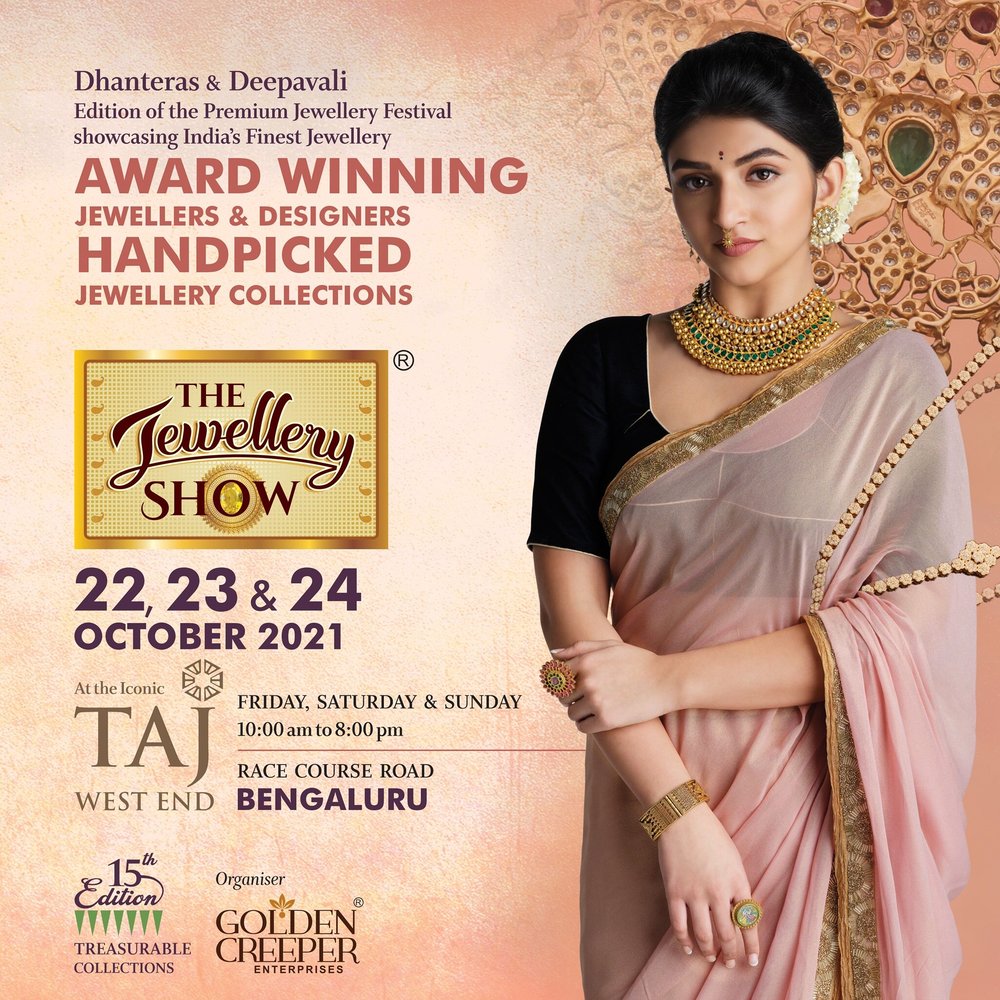 Dhanteras & Deepavali
Edition of the Premium Jewellery Festival
showcasing India's Finest Jewellery
AWARD WINNING
JEWELLERS & DESIGNERS
HANDPICKED
JEWELLERY COLLECTIONS
THE
Jewellery
SHOW
®
22, 23 & 24
OCTOBER 2021
At the Iconic
TAJ
WEST END
FRIDAY, SATURDAY & SUNDAY
10:00 am to 8:00 pm
RACE COURSE ROAD
BENGALURU
15th
Edition
TREASURABLE
COLLECTIONS
Organiser
GOLDEN ®
CREEPER
ENTERPRISES